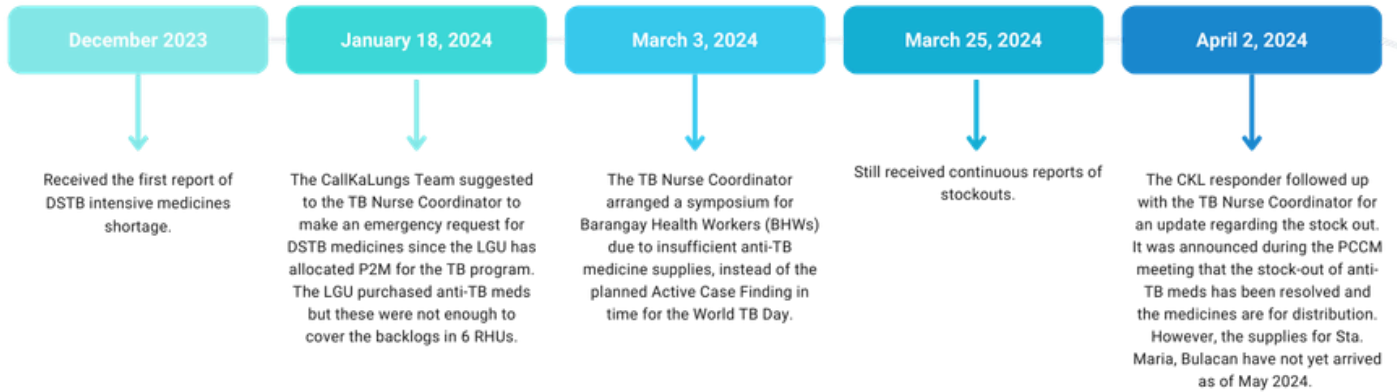 December 2023
Received the first report of
DSTB intensive medicines
shortage.
January 18, 2024
The CallKaLungs Team suggested
to the TB Nurse Coordinator to
make an emergency request for
DSTB medicines since the LGU has
allocated P2M for the TB program.
The LGU purchased anti-TB meds
but these were not enough to
cover the backlogs in 6 RHUs.
March 3, 2024
The TB Nurse Coordinator
arranged a symposium for
Barangay Health Workers (BHWs)
due to insufficient anti-TB
medicine supplies, instead of the
planned Active Case Finding in
time for the World TB Day.
March 25, 2024
Still received continuous reports of
stockouts.
April 2, 2024
The CKL responder followed up
with the TB Nurse Coordinator for
an update regarding the stock out.
It was announced during the PCCM
meeting that the stock-out of anti-
TB meds has been resolved and
the medicines are for distribution.
However, the supplies for Sta.
Maria, Bulacan have not yet arrived
as of May 2024.